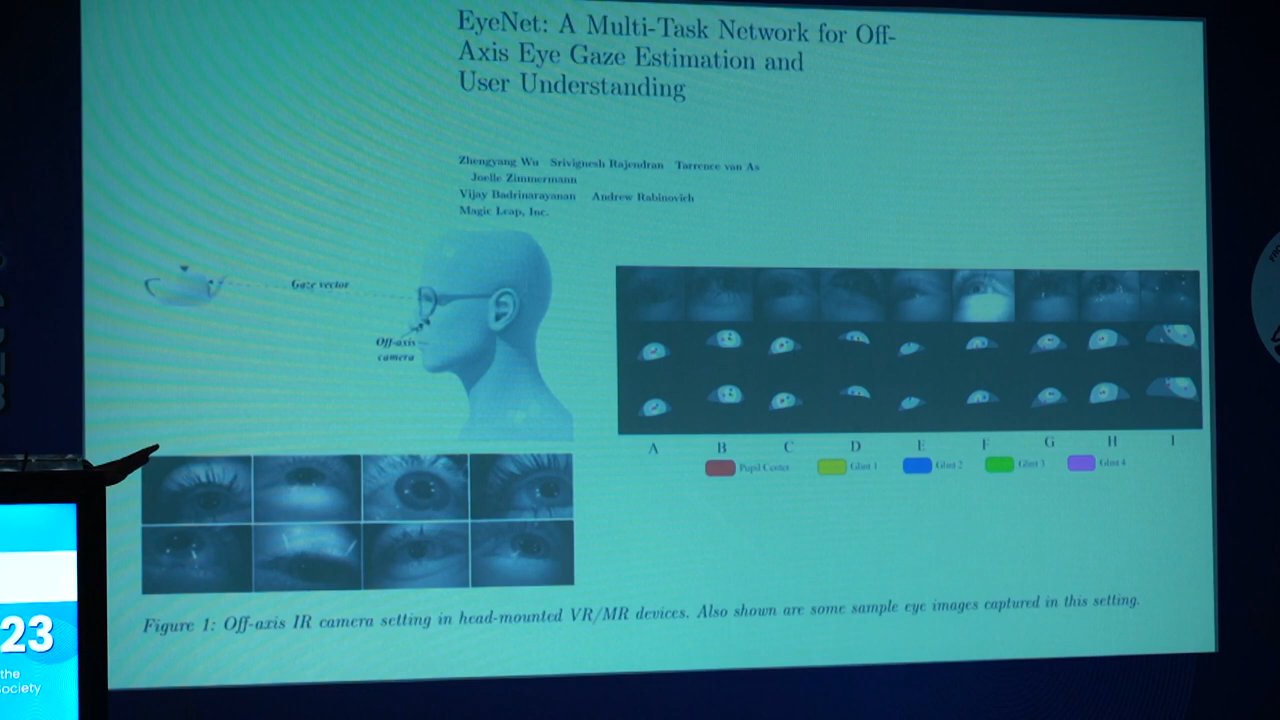 EyeNet: A Multi-Task Network for Off-
Axis Eye Gaze Estimation and
User Understanding
Zhengyang Wu Srivignesh Rajendran Tarrence van As
Joelle Zimmermann
Vijay Badrinarayanan Andrew Rabinovich
Magic Leap, Inc.
Gaze vector
Off-axis
camera
A B C D E F G H I
Pupil Center Glint 1 Glint 2 Glint 3 Glint 4
Figure 1: Off-axis IR camera setting in head-mounted VR/MR devices. Also shown are some sample eye images captured in this setting.
23
the
Society